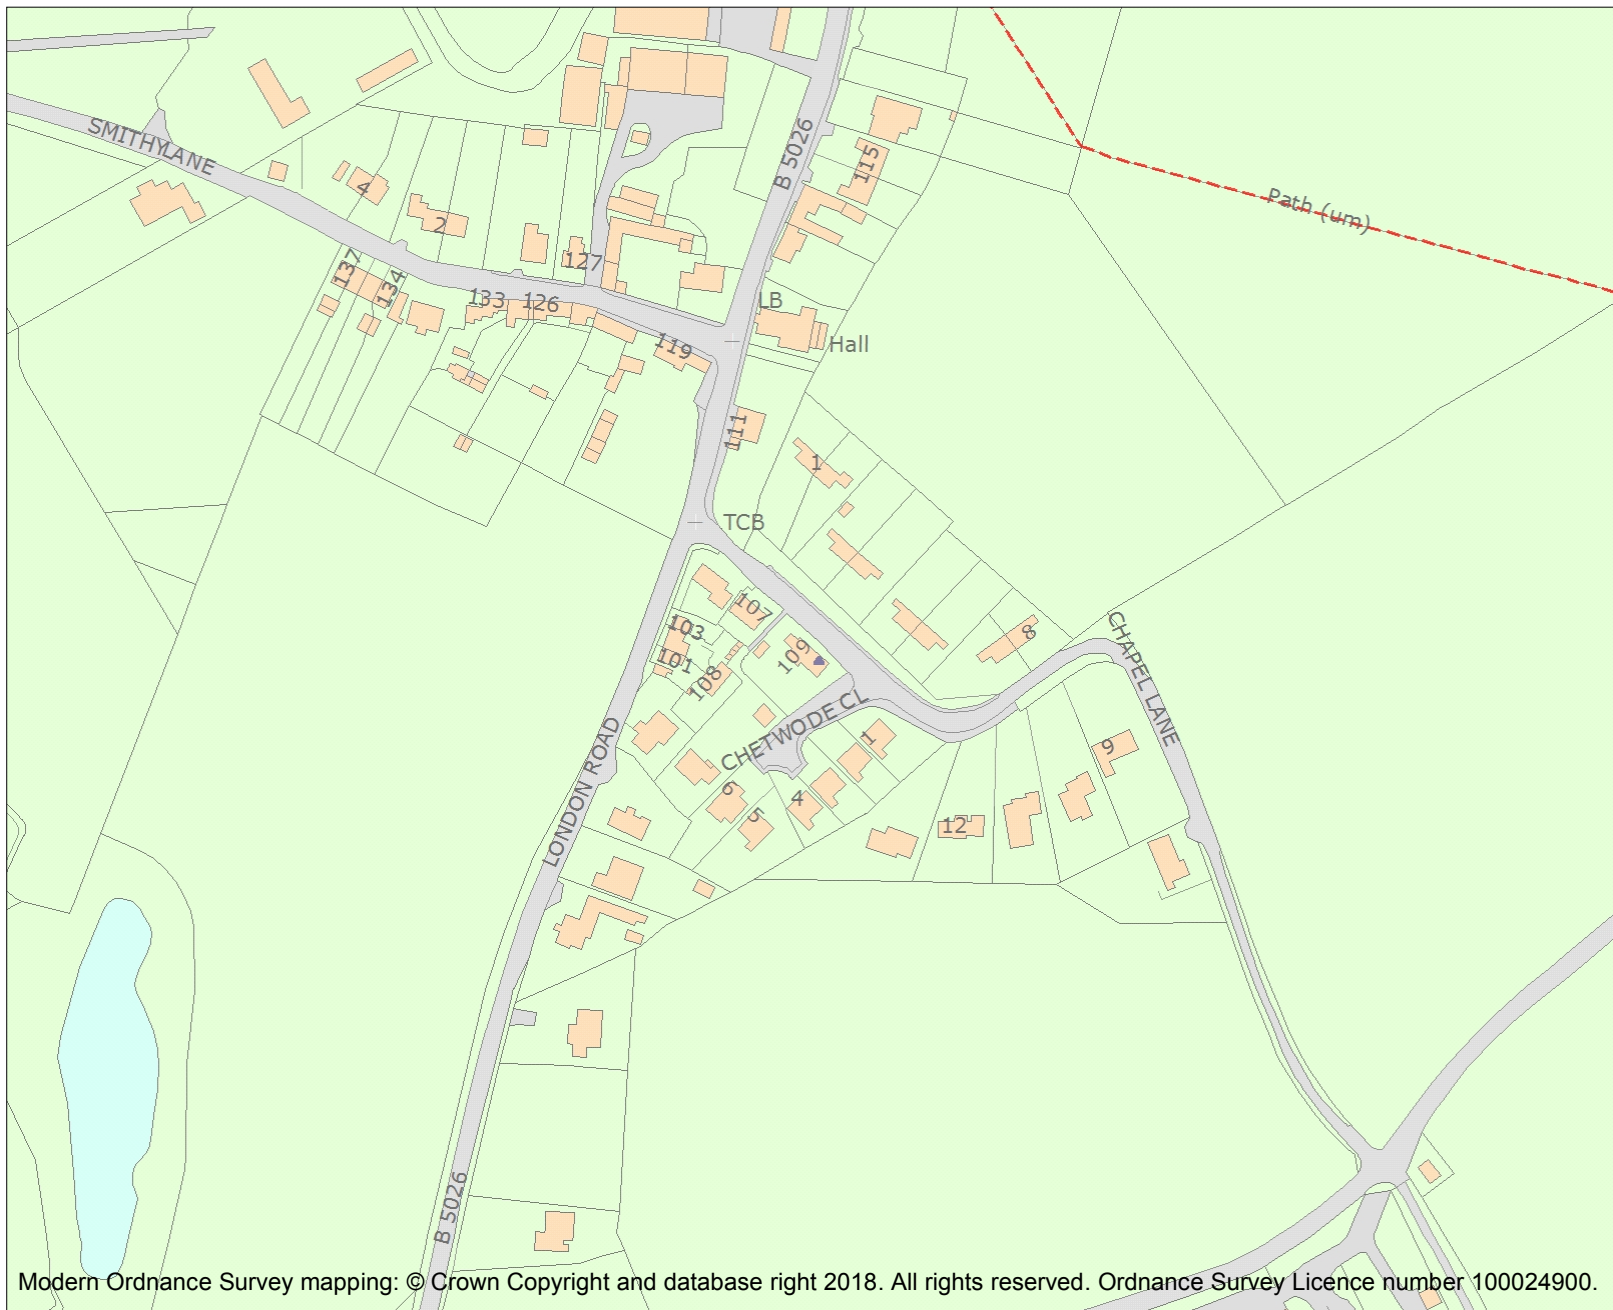 SMITHYLANE
B 5026
115
Path (um)
4
2
127
137
134
133
126
LB
119
Hall
111
1
TCB
107
103
8
101
109
108
CHAPEL LANE
CHETWODE CL
LONDON ROAD
1
9
6
4
5
12
B 5026
Modern Ordnance Survey mapping: © Crown Copyright and database right 2018. All rights reserved. Ordnance Survey Licence number 100024900.